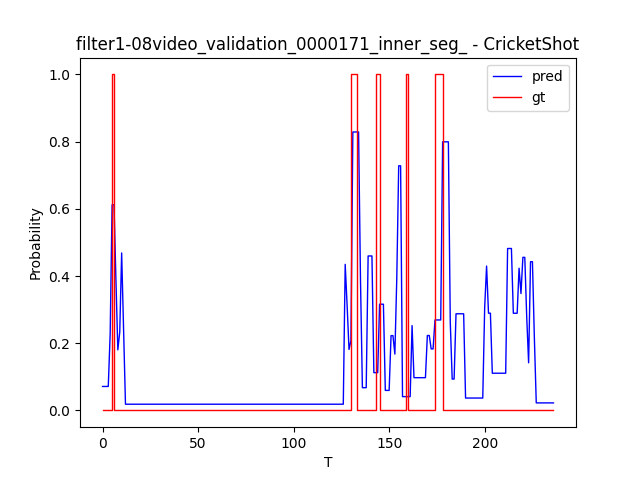 filter1-08video_validation_0000171_inner_seg_ - CricketShot
pred
gt
Probability
1.0
0.8
0.6
0.4
0.2
0.0
0
50
100
150
200
T